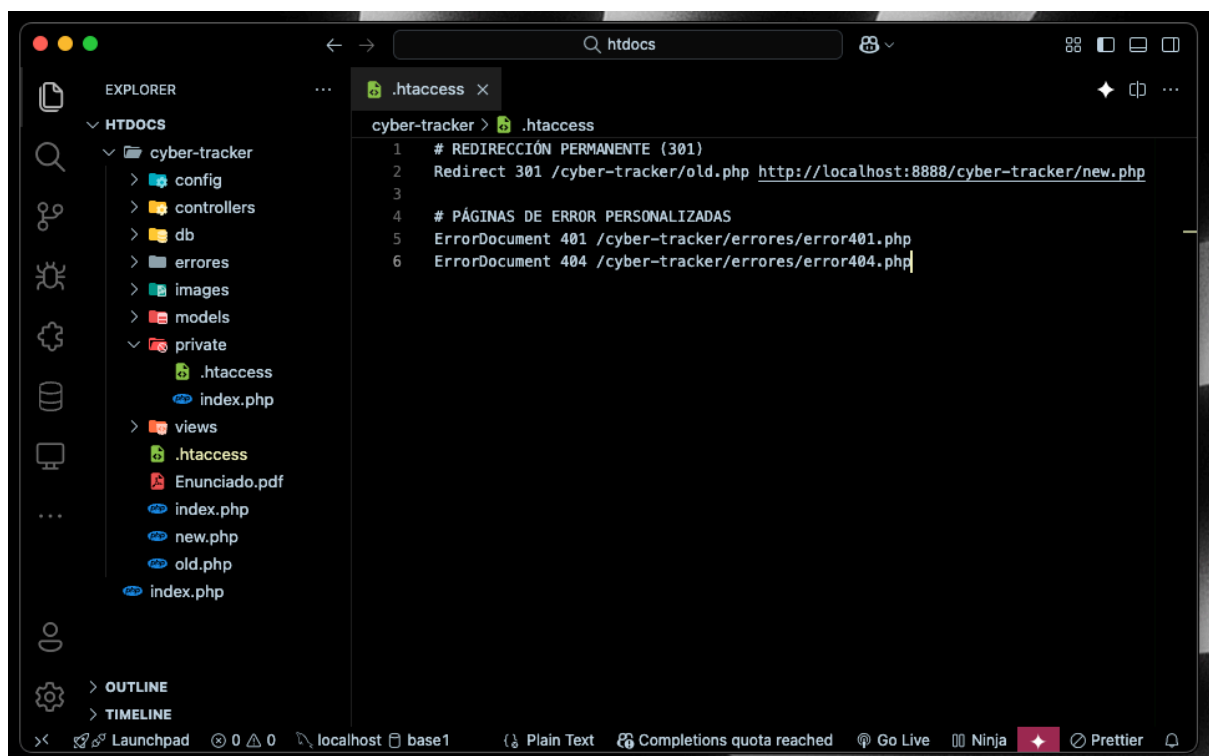 htdocs
EXPLORER
HTDOCS
cyber-tracker
config
controllers
db
errores
images
models
private
.htaccess
index.php
views
.htaccess
Enunciado.pdf
index.php
new.php
old.php
index.php
OUTLINE
TIMELINE
.htaccess
cyber-tracker > .htaccess
1 # REDIRECCIÓN PERMANENTE (301)
2 Redirect 301 /cyber-tracker/old.php http://localhost:8888/cyber-tracker/new.php
3
4 # PÁGINAS DE ERROR PERSONALIZADAS
5 ErrorDocument 401 /cyber-tracker/errores/error401.php
6 ErrorDocument 404 /cyber-tracker/errores/error404.php
Launchpad 0 0 localhost base1 Plain Text Completions quota reached Go Live Ninja Prettier